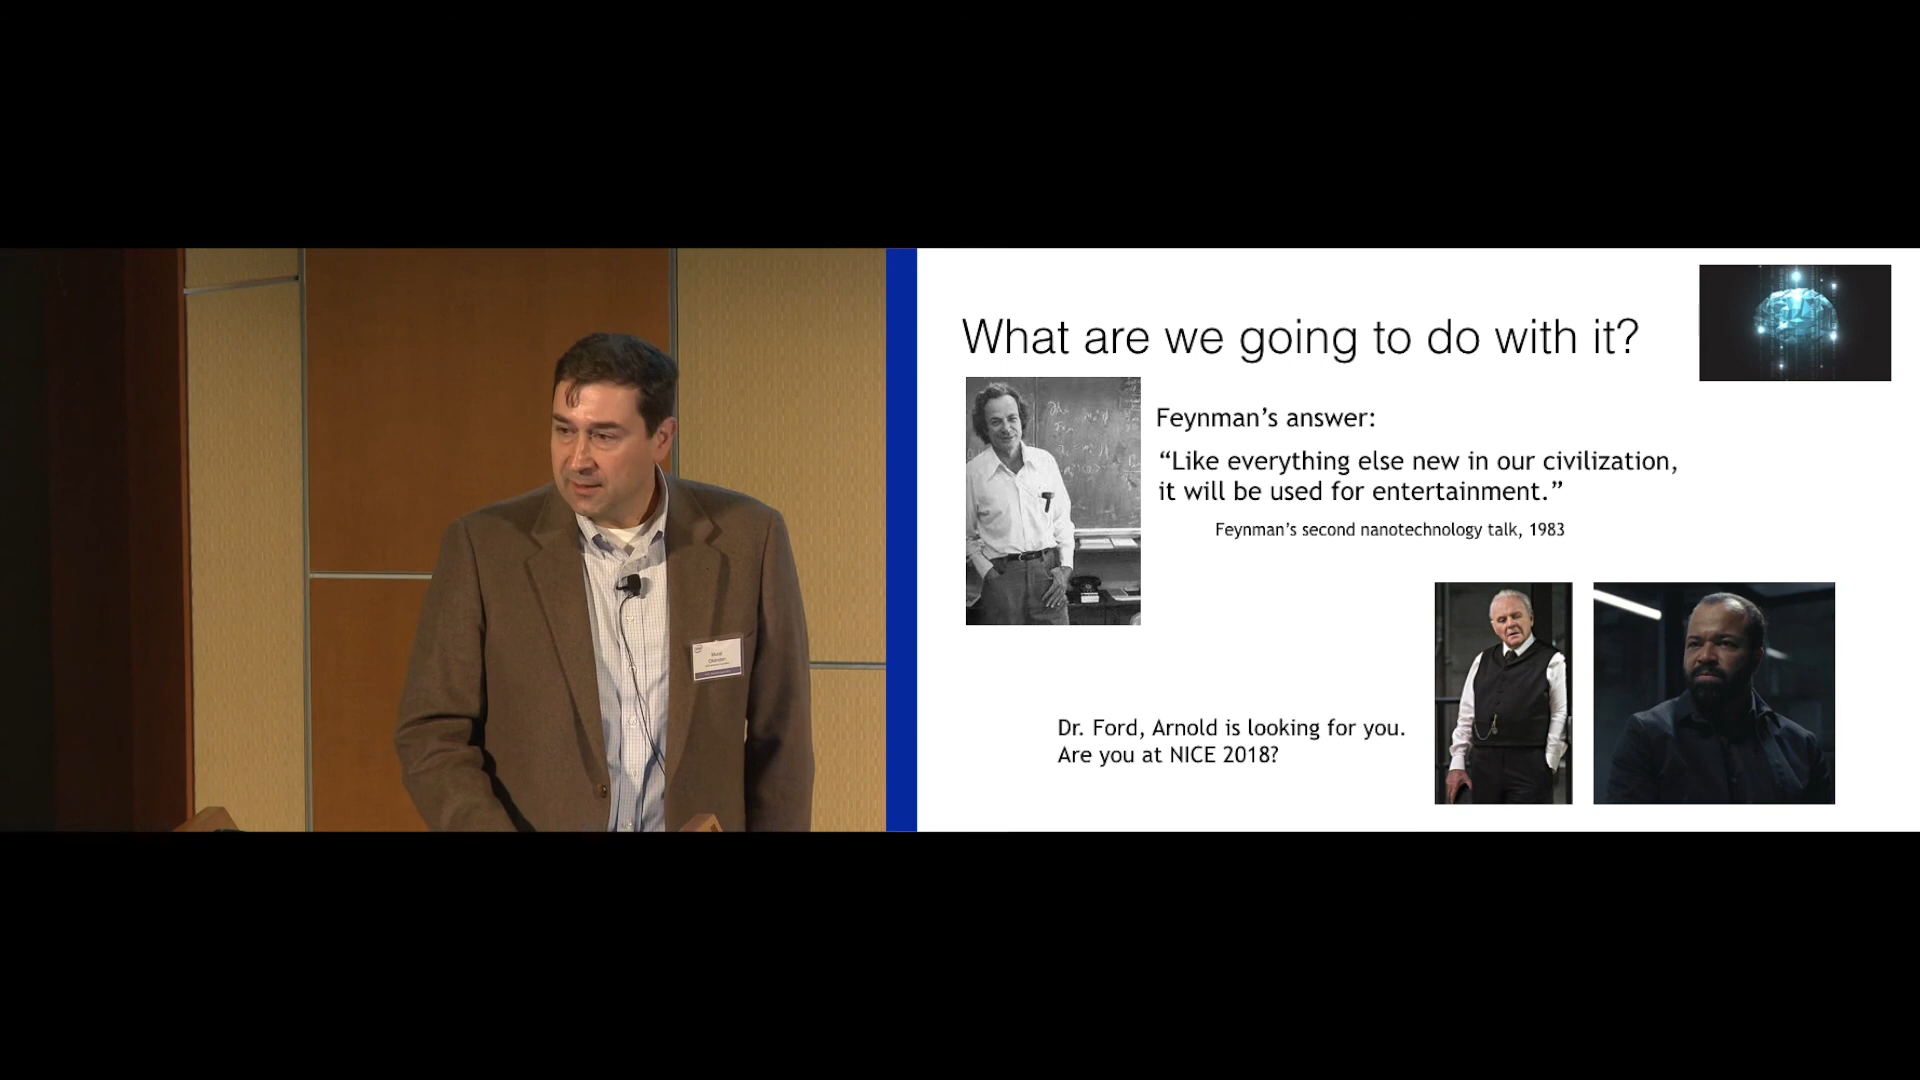 What are we going to do with it?
Feynman's answer:
“Like everything else new in our civilization,
it will be used for entertainment.”
Feynman's second nanotechnology talk, 1983
Dr. Ford, Arnold is looking for you.
Are you at NICE 2018?